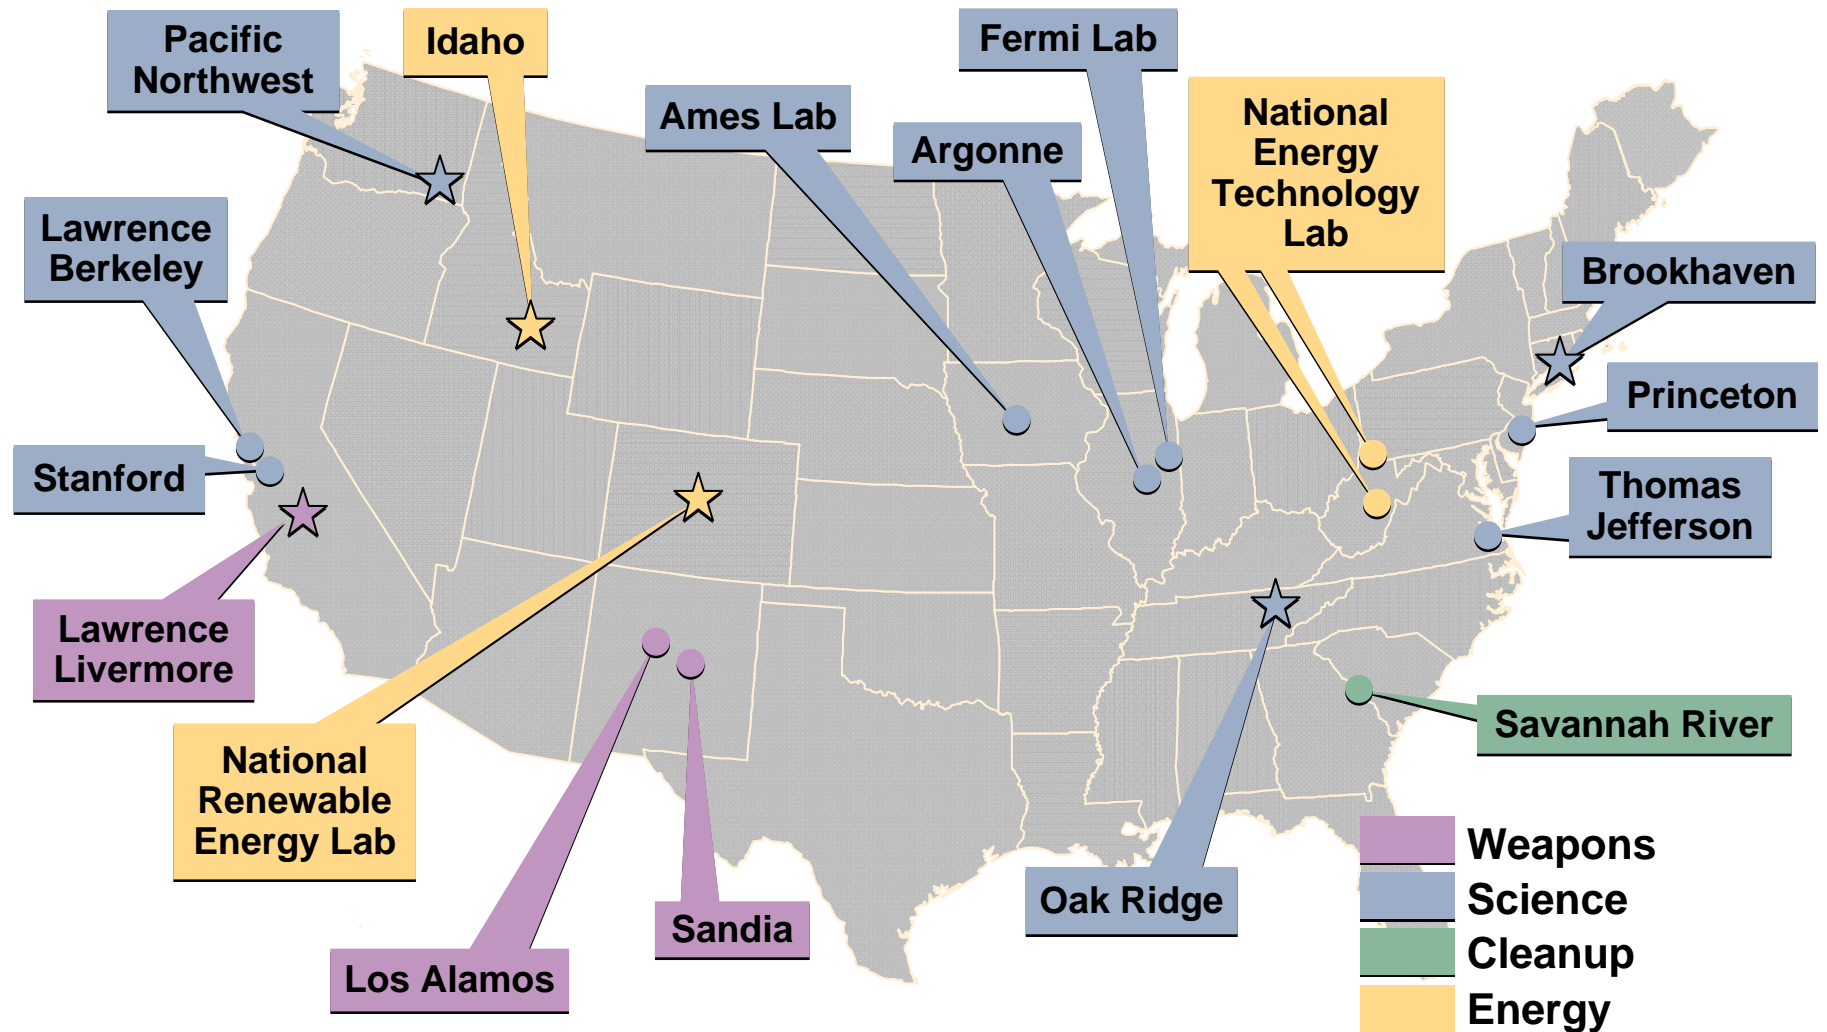 Pacific
Northwest
Idaho
Fermi Lab
Ames Lab
Argonne
National
Energy
Technology
Lab
Lawrence
Berkeley
Brookhaven
Princeton
Stanford
Thomas
Jefferson
Lawrence
Livermore
National
Renewable
Energy Lab
Savannah River
Oak Ridge
Sandia
Los Alamos
Weapons
Science
Cleanup
Energy